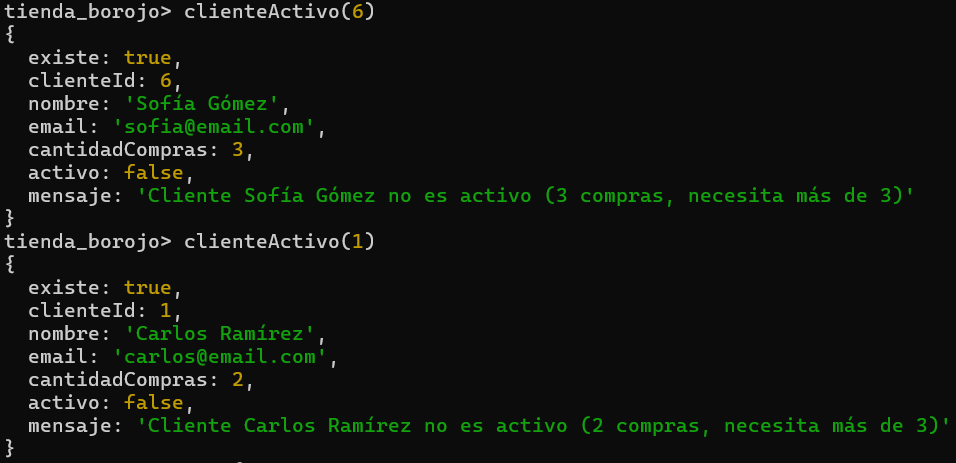 tienda_borojo> clienteActivo(6)
{
  existe: true,
  clienteId: 6,
  nombre: 'Sofía Gómez',
  email: 'sofia@email.com',
  cantidadCompras: 3,
  activo: false,
  mensaje: 'Cliente Sofía Gómez no es activo (3 compras, necesita más de 3)'
}
tienda_borojo> clienteActivo(1)
{
  existe: true,
  clienteId: 1,
  nombre: 'Carlos Ramírez',
  email: 'carlos@email.com',
  cantidadCompras: 2,
  activo: false,
  mensaje: 'Cliente Carlos Ramírez no es activo (2 compras, necesita más de 3)'
}